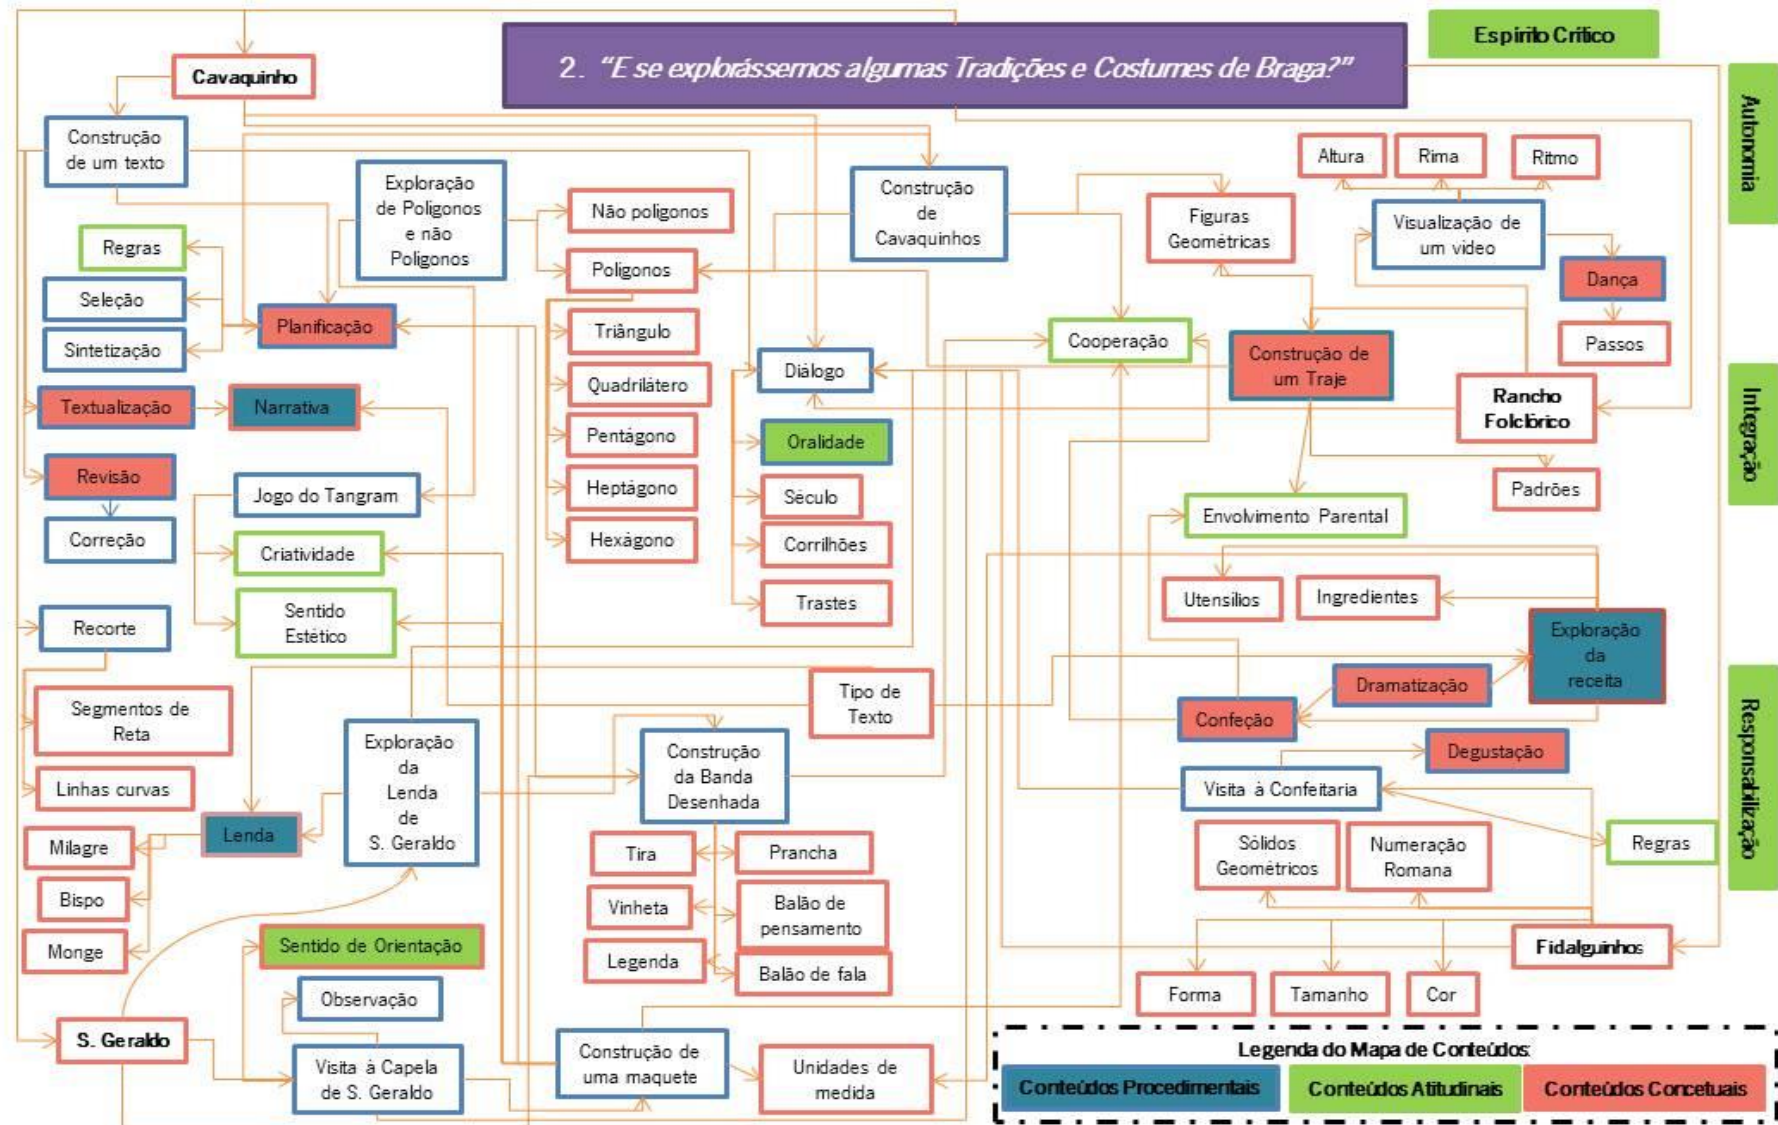 2. “E se explorássemos algumas Tradições e Costumes de Braga?”
Espírito Crítico
Autonomia
Integração
Responsabilização
Cavaquinho
Construção
de um texto
Regras
Seleção
Sintetização
Planificação
Textualização
Narrativa
Revisão
Correção
Exploração
de Polígonos
e não
Polígonos
Não polígonos
Polígonos
Triângulo
Quadrilátero
Pentágono
Heptágono
Hexágono
Jogo do Tangram
Criatividade
Sentido
Estético
Recorte
Segmentos de
Reta
Linhas curvas
Construção
de
Cavaquinhos
Figuras
Geométricas
Cooperação
Diálogo
Oralidade
Século
Corrilhões
Trastes
Altura
Rima
Ritmo
Visualização de
um vídeo
Dança
Passos
Construção de
um Traje
Rancho
Folclórico
Padrões
Envolvimento Parental
Utensílios
Ingredientes
Exploração
da
receita
Dramatização
Confeção
Degustação
Visita à Confeitaria
Regras
Sólidos
Geométricos
Numeração
Romana
Fidalguinhos
Forma
Tamanho
Cor
Tipo de
Texto
Exploração
da
Lenda
de
S. Geraldo
Lenda
Milagre
Bispo
Monge
Construção
da Banda
Desenhada
Tira
Prancha
Vinheta
Balão de
pensamento
Legenda
Balão de fala
Sentido de Orientação
Observação
S. Geraldo
Visita à Capela
de S. Geraldo
Construção de
uma maquete
Unidades de
medida
Legenda do Mapa de Conteúdos:
Conteúdos Procedimentais
Conteúdos Atitudinais
Conteúdos Concetuais